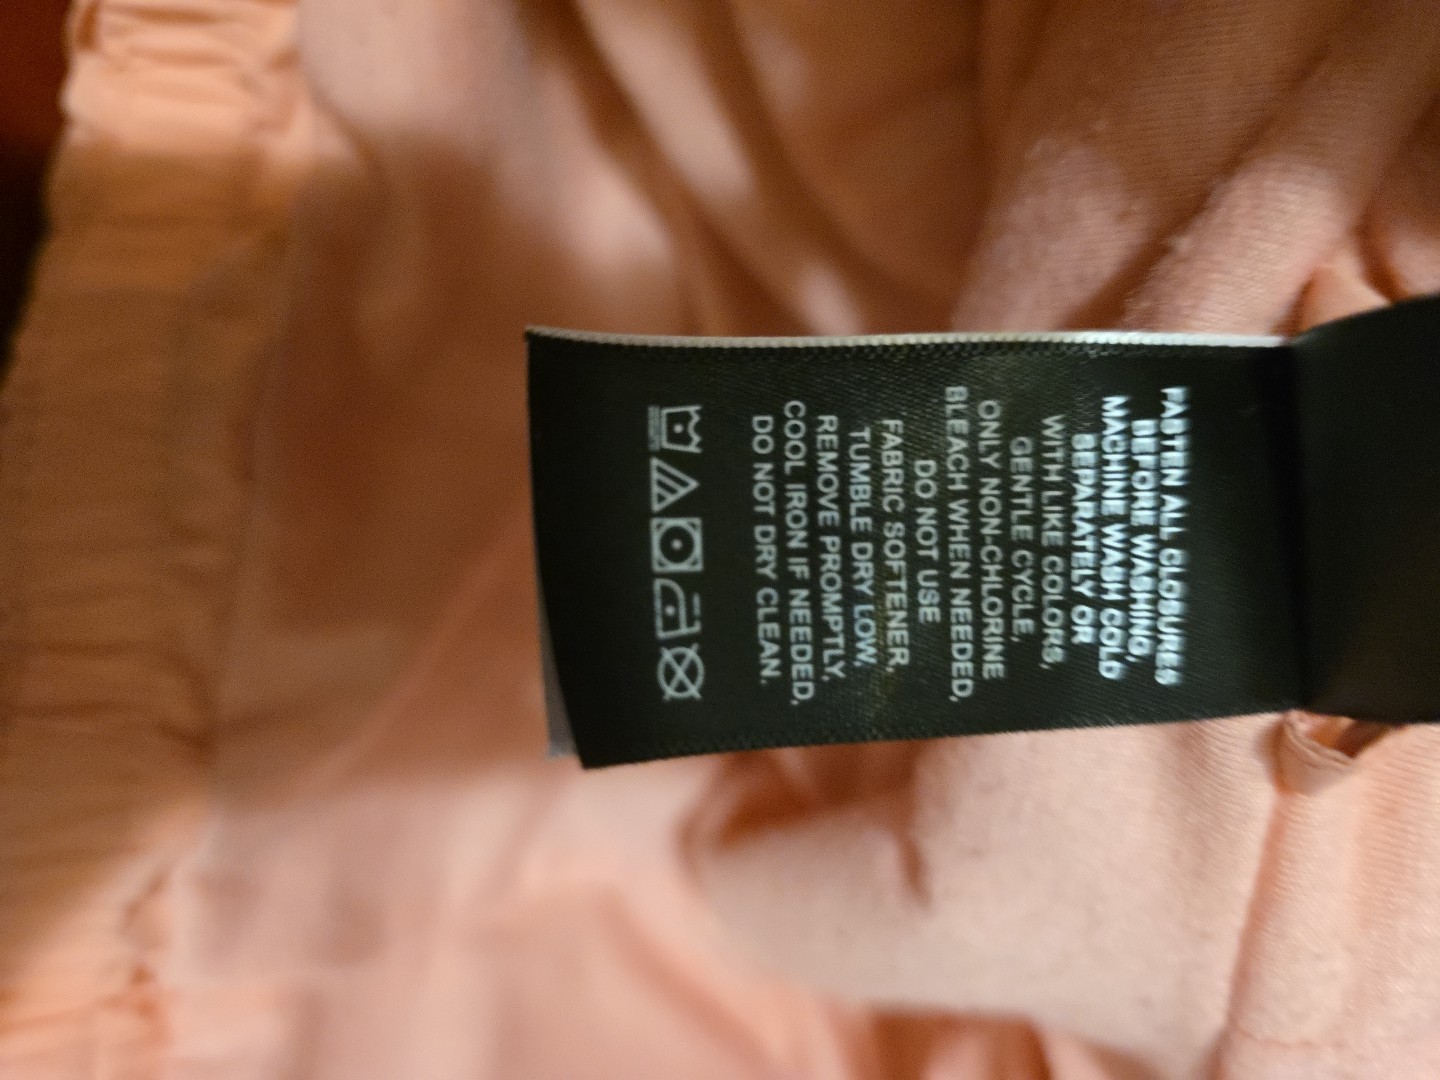 FASTEN ALL CLOSURES
BEFORE WASHING,
MACHINE WASH COLD
SEPARATELY OR
WITH LIKE COLORS,
GENTLE CYCLE,
ONLY NON-CHLORINE
BLEACH WHEN NEEDED,
DO NOT USE
FABRIC SOFTENER,
TUMBLE DRY LOW,
REMOVE PROMPTLY,
COOL IRON IF NEEDED,
DO NOT DRY CLEAN.